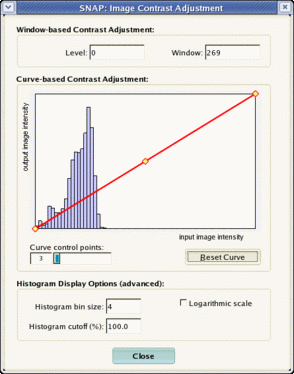 SNAP: Image Contrast Adjustment
Window-based Contrast Adjustment:
Level: 0 Window: 269
Curve-based Contrast Adjustment:
output image intensity
input image intensity
Curve control points:
3
Reset Curve
Histogram Display Options (advanced):
Histogram bin size: 4
Logarithmic scale
Histogram cutoff (%): 100.0
Close